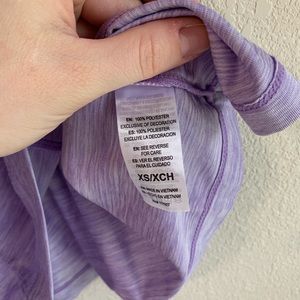 EN: 100% POLYESTER
EXCLUSIVE OF DECORATION
ES: 100% POLIESTER
EXCLUYE LA DECORACION
EN: SEE REVERSE
FOR CARE
ES: VER EL REVERSO
PARA EL CUIDADO
XS/XCH
MADE IN VIETNAM
EN VIETNAM